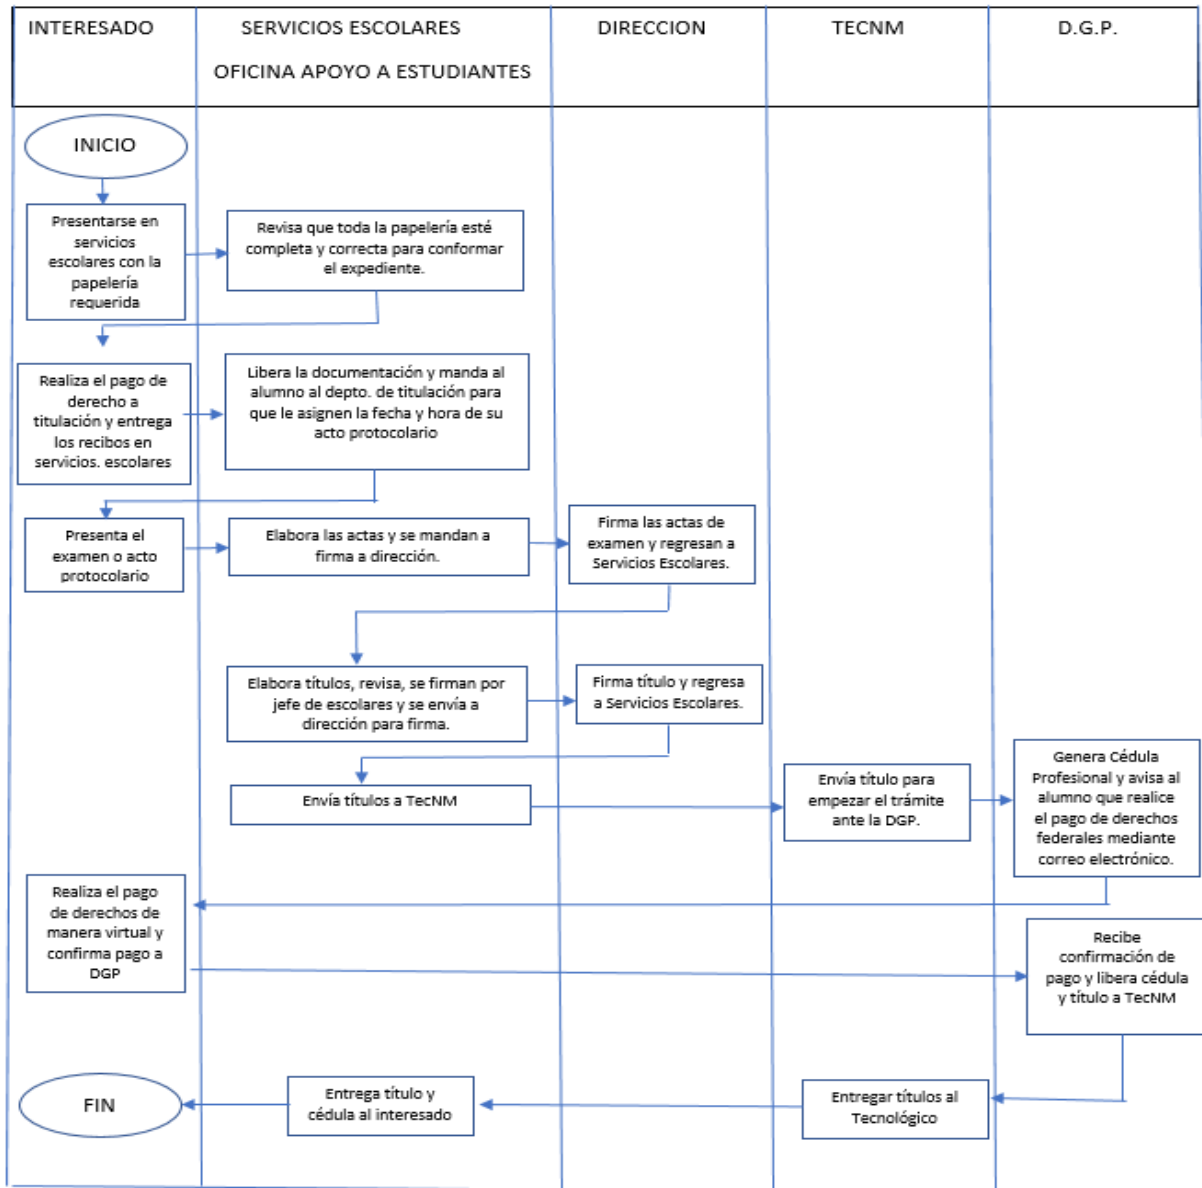 INTERESADO
SERVICIOS ESCOLARES
OFICINA APOYO A ESTUDIANTES
DIRECCION
TECNM
D.G.P.
INICIO
Presentarse en
servicios
escolares con la
papelería
requerida
Revisa que toda la papelería esté
completa y correcta para conformar
el expediente.
Realiza el pago de
derecho a
titulación y entrega
los recibos en
servicios. escolares
Libera la documentación y manda al
alumno al depto. de titulación para
que le asignen la fecha y hora de su
acto protocolario
Presenta el
examen o acto
protocolario
Elabora las actas y se mandan a
firma a dirección.
Firma las actas de
examen y regresan a
Servicios Escolares.
Elabora títulos, revisa, se firman por
jefe de escolares y se envía a
dirección para firma.
Firma título y regresa
a Servicios Escolares.
Envía títulos a TecNM
Envía título para
empezar el trámite
ante la DGP.
Genera Cédula
Profesional y avisa al
alumno que realice
el pago de derechos
federales mediante
correo electrónico.
Realiza el pago
de derechos de
manera virtual y
confirma pago a
DGP
Recibe
confirmación de
pago y libera cédula
y título a TecNM
Entregar títulos al
Tecnológico
Entrega título y
cédula al interesado
FIN